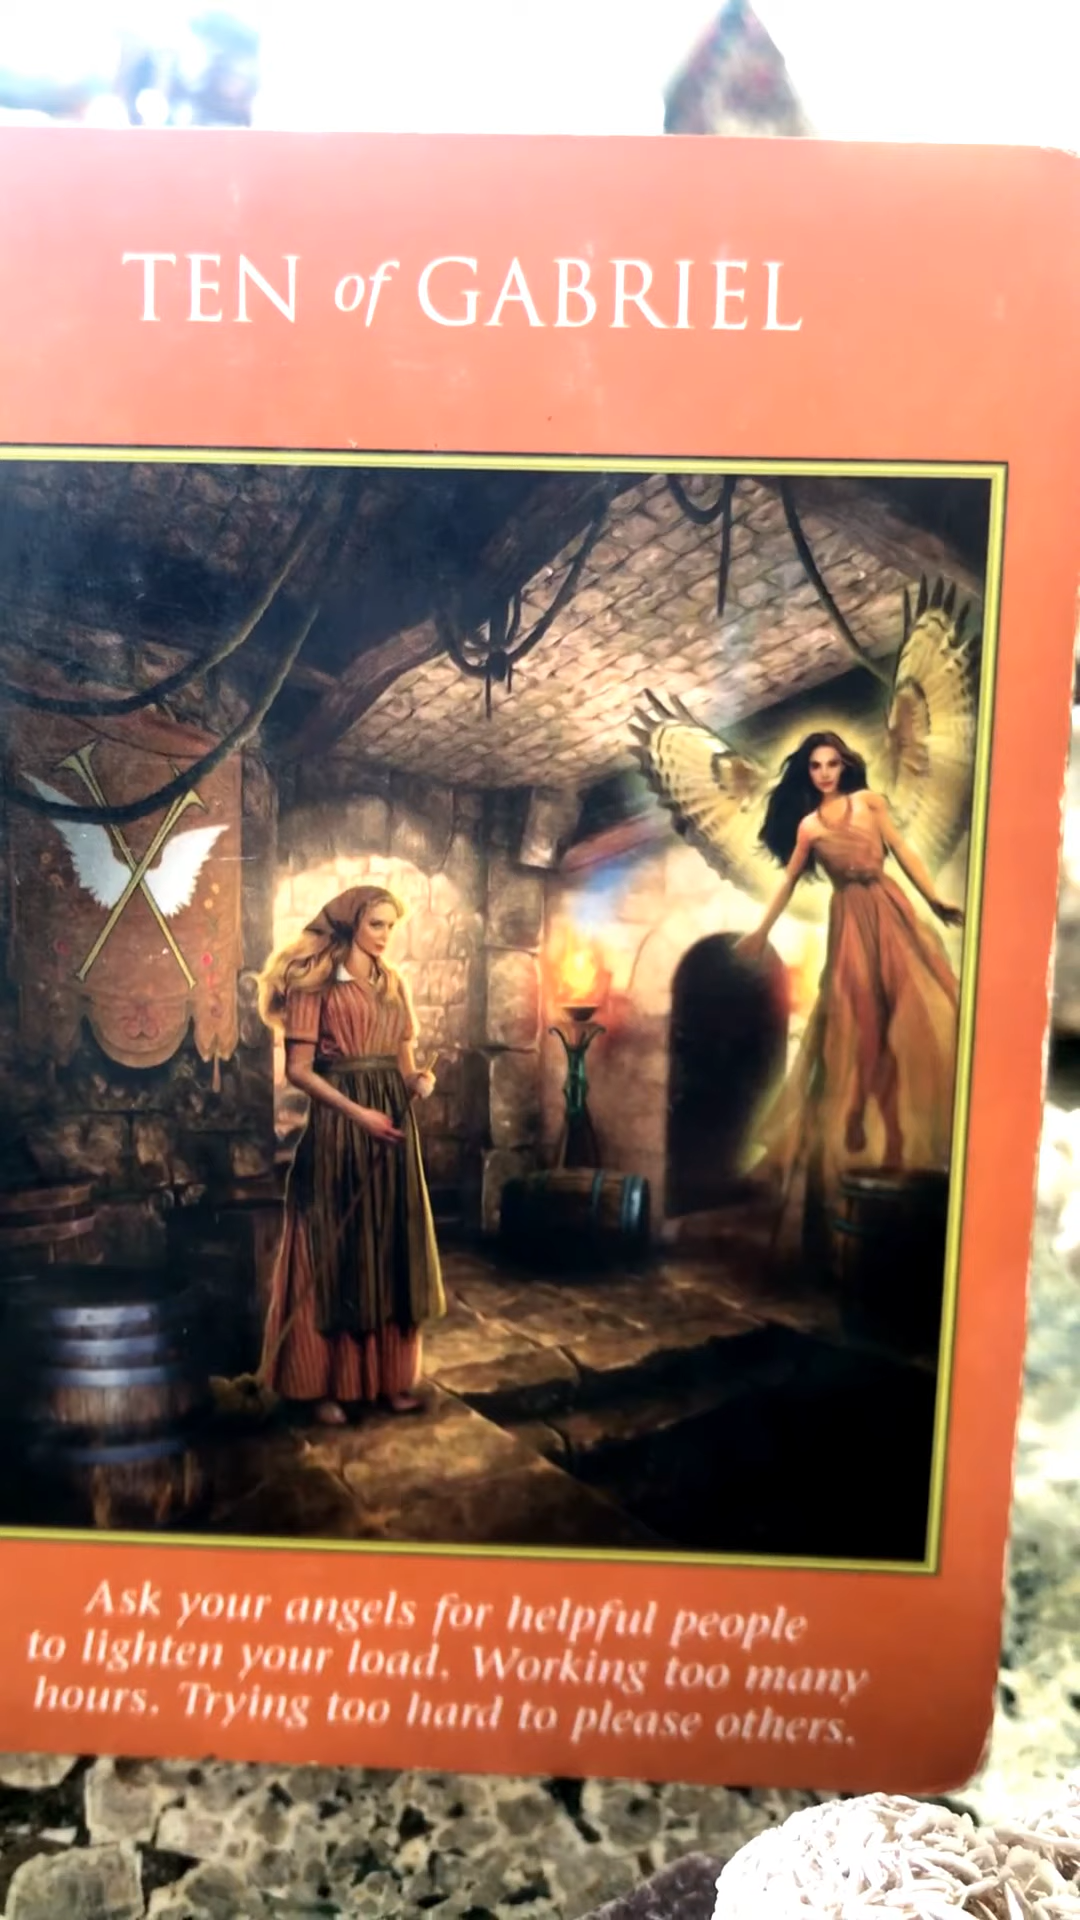 TEN of GABRIEL
Ask your angels for helpful people
to lighten your load. Working too many
hours. Trying too hard to please others.